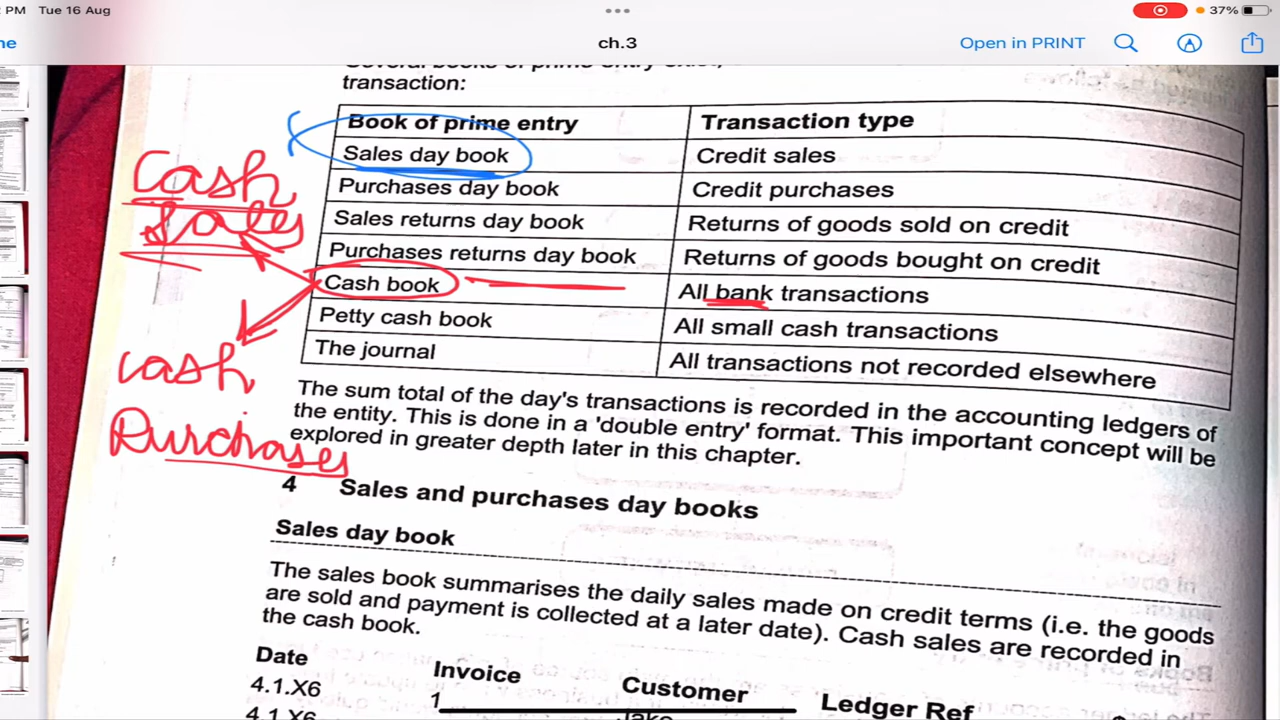 PM Tue 16 Aug
37%
ne
ch.3
Open in PRINT
transaction:
Book of prime entry Transaction type
Sales day book Credit sales
Purchases day book Credit purchases
Sales returns day book Returns of goods sold on credit
Purchases returns day book Returns of goods bought on credit
Cash book All bank transactions
Petty cash book All small cash transactions
The journal All transactions not recorded elsewhere
Cash
Sales
Cash
Purchases
The sum total of the day's transactions is recorded in the accounting ledgers of
the entity. This is done in a 'double entry' format. This important concept will be
explored in greater depth later in this chapter.
4 Sales and purchases day books
Sales day book
The sales book summarises the daily sales made on credit terms (i.e. the goods
are sold and payment is collected at a later date). Cash sales are recorded in
the cash book.
Date Invoice Customer Ledger Ref
4.1.X6 1 Jake
4.1.X6